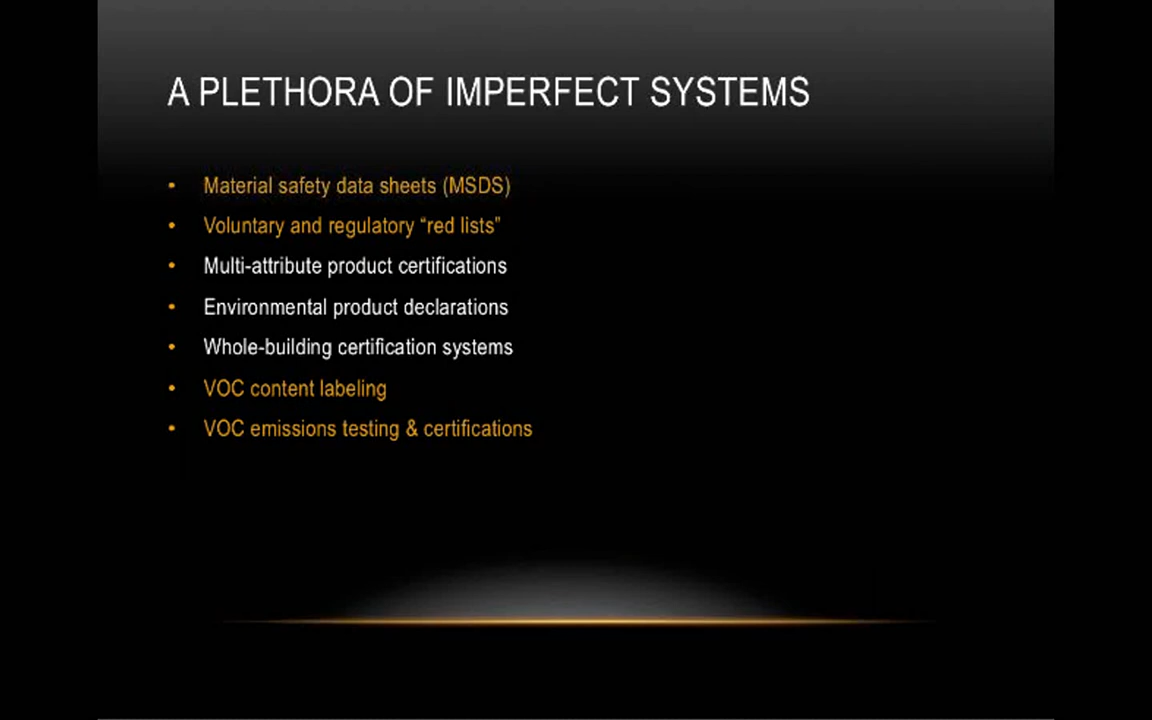 A PLETHORA OF IMPERFECT SYSTEMS
• Material safety data sheets (MSDS)
• Voluntary and regulatory “red lists”
• Multi-attribute product certifications
• Environmental product declarations
• Whole-building certification systems
• VOC content labeling
• VOC emissions testing & certifications